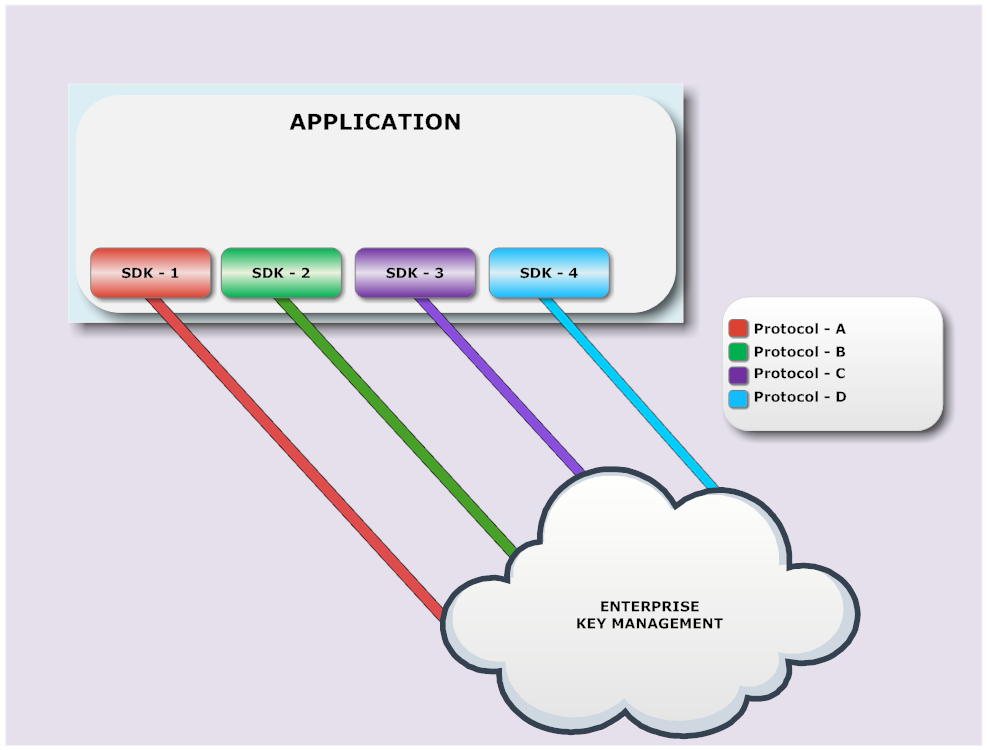 APPLICATION
SDK - 1
SDK - 2
SDK - 3
SDK - 4
Protocol - A
Protocol - B
Protocol - C
Protocol - D
ENTERPRISE
KEY MANAGEMENT